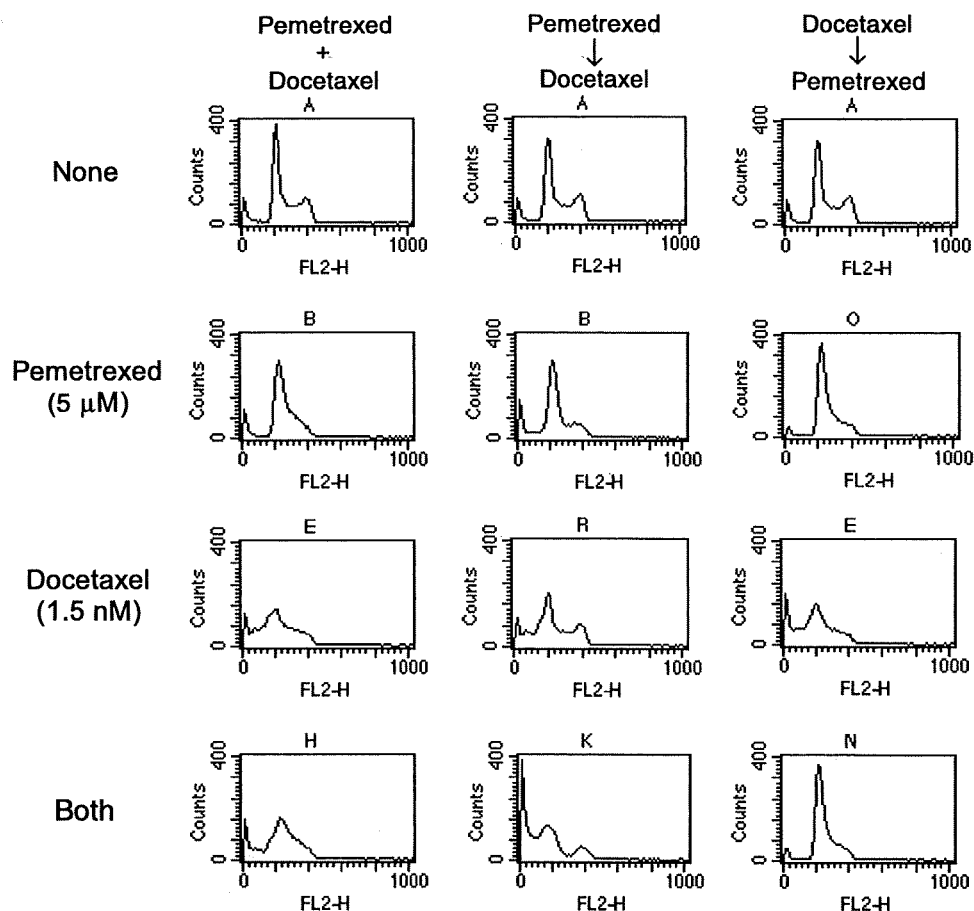 Pemetrexed
+
Docetaxel
Pemetrexed
↓
Docetaxel
Docetaxel
↓
Pemetrexed
None
A
400
0
Counts
0 1000
FL2-H
A
400
0
Counts
0 1000
FL2-H
A
400
0
Counts
0 1000
FL2-H
Pemetrexed
(5 μM)
B
400
0
Counts
0 1000
FL2-H
B
400
0
Counts
0 1000
FL2-H
O
400
0
Counts
0 1000
FL2-H
Docetaxel
(1.5 nM)
E
400
0
Counts
0 1000
FL2-H
R
400
0
Counts
0 1000
FL2-H
E
400
0
Counts
0 1000
FL2-H
Both
H
400
0
Counts
0 1000
FL2-H
K
400
0
Counts
0 1000
FL2-H
N
400
0
Counts
0 1000
FL2-H